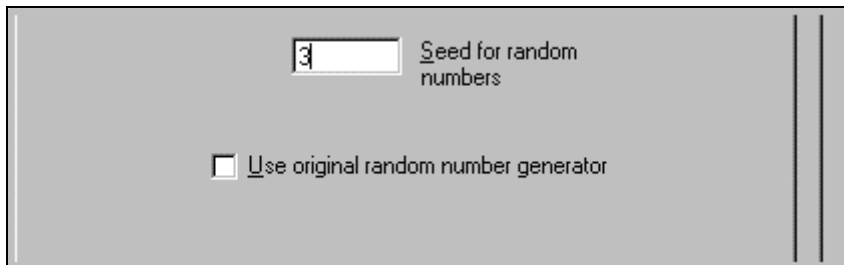 3 Seed for random
numbers
Use original random number generator